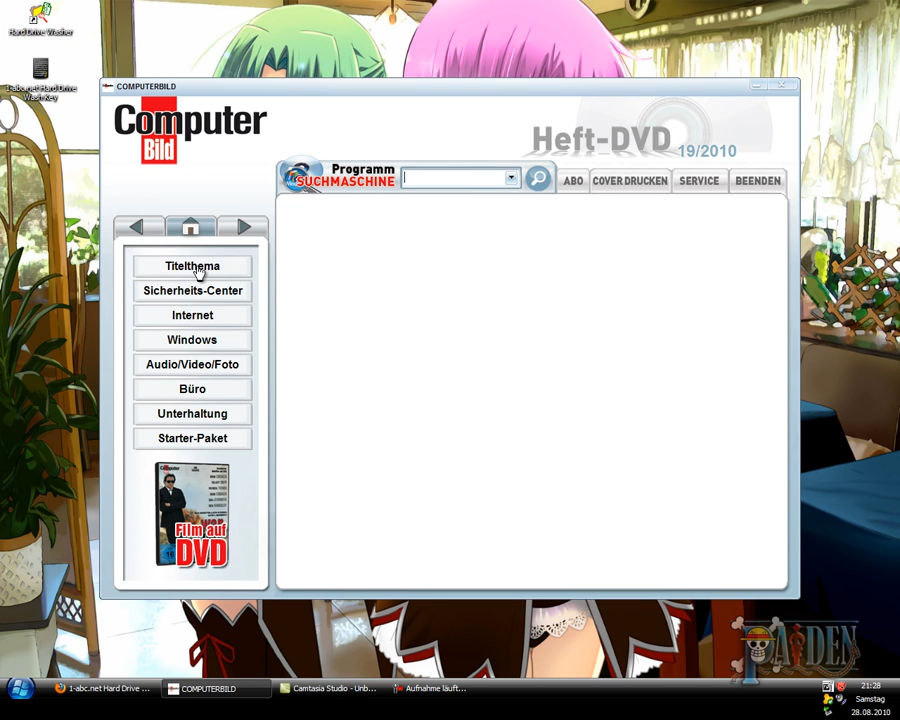 Hard Drive Washer
1-abc.net Hard Drive
Wash Key
COMPUTERBILD
Computer
Bild
Heft-DVD 19/2010
Programm
SUCHMASCHINE
ABO
COVER DRUCKEN
SERVICE
BEENDEN
Titelthema
Sicherheits-Center
Internet
Windows
Audio/Video/Foto
Büro
Unterhaltung
Starter-Paket
Computer
Film auf
DVD
1-abc.net Hard Drive ...
COMPUTERBILD
Camtasia Studio - Unb...
Aufnahme läuft...
21:28
Samstag
28.08.2010